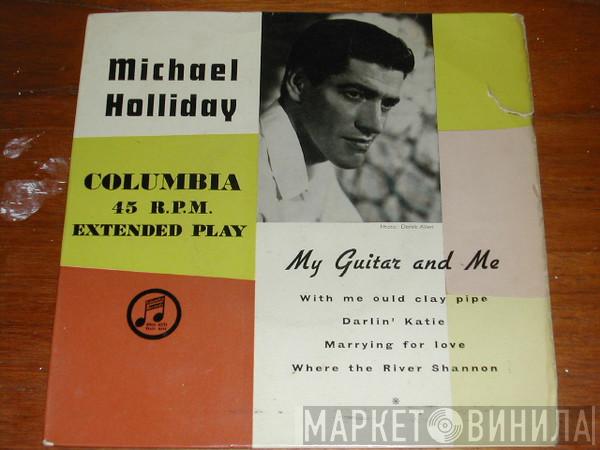 Michael
Holliday
COLUMBIA
45 R.P.M.
EXTENDED PLAY
Photo: Derek Allen
My Guitar and Me
With me ould clay pipe
Darlin' Katie
Marrying for love
Where the River Shannon
МАРКЕТ ВИНИЛА